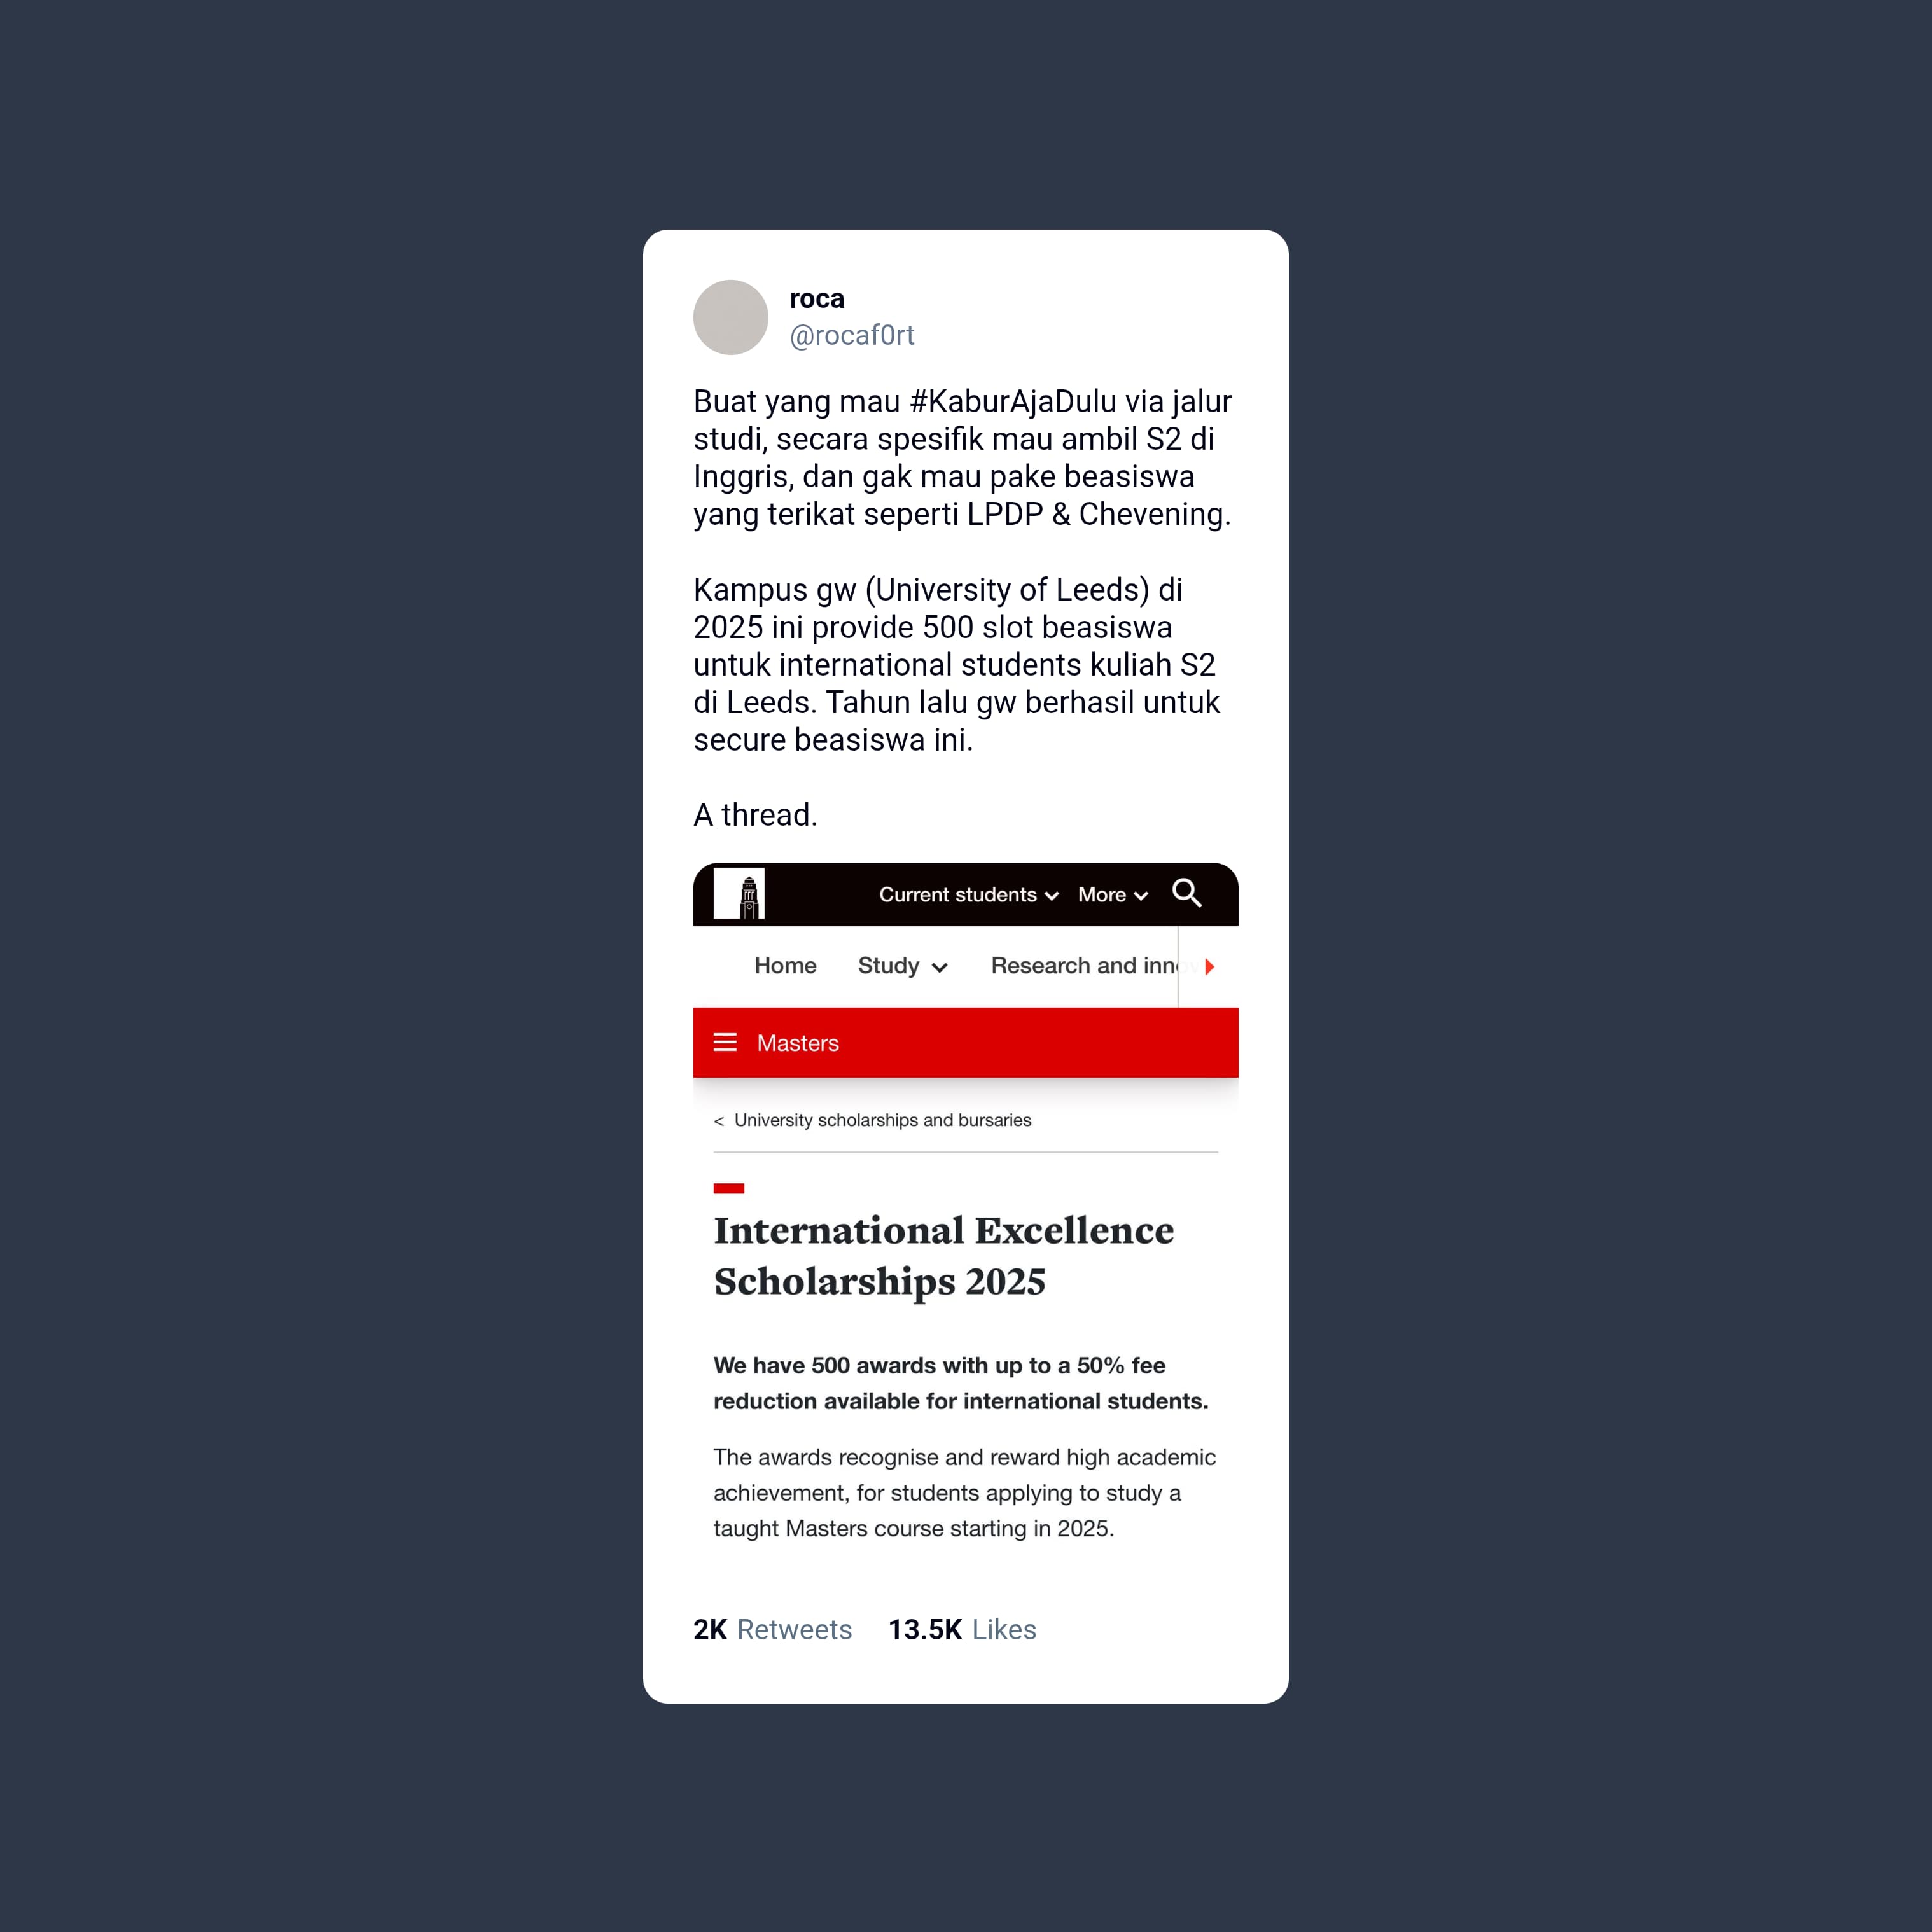 roca
@rocaf0rt
Buat yang mau #KaburAjaDulu via jalur
studi, secara spesifik mau ambil S2 di
Inggris, dan gak mau pake beasiswa
yang terikat seperti LPDP & Chevening.
Kampus gw (University of Leeds) di
2025 ini provide 500 slot beasiswa
untuk international students kuliah S2
di Leeds. Tahun lalu gw berhasil untuk
secure beasiswa ini.
A thread.
Current students More
Home Study Research and inno
Masters
< University scholarships and bursaries
International Excellence
Scholarships 2025
We have 500 awards with up to a 50% fee
reduction available for international students.
The awards recognise and reward high academic
achievement, for students applying to study a
taught Masters course starting in 2025.
2K Retweets 13.5K Likes